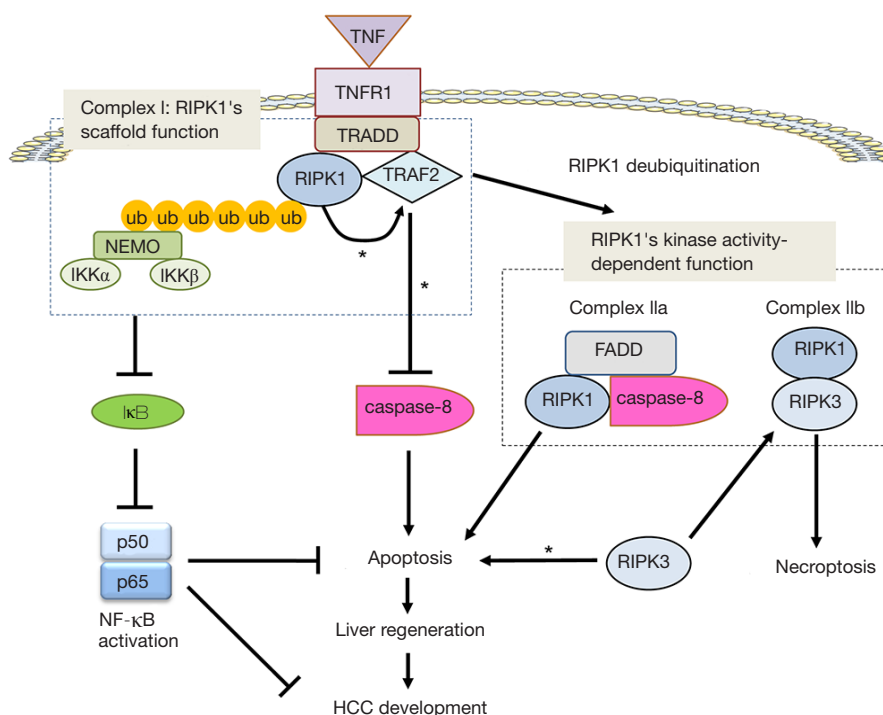 TNF
TNFR1
Complex I: RIPK1's
scaffold function
TRADD
RIPK1
TRAF2
RIPK1 deubiquitination
ub ub ub ub ub ub
NEMO
IKKα
IKKβ
*
*
RIPK1's kinase activity-
dependent function
Complex IIa
Complex IIb
FADD
RIPK1
RIPK1
caspase-8
RIPK3
caspase-8
IκB
p50
p65
NF-κB
activation
Apoptosis
*
RIPK3
Necroptosis
Liver regeneration
HCC development